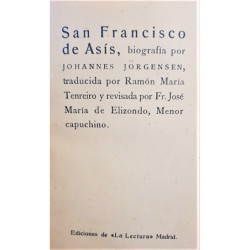 San Francisco
de Asís, biografía por
JOHANNES JÖRGENSEN,
traducida por Ramón María
Tenreiro y revisada por Fr. José
María de Elizondo, Menor
capuchino.
Ediciones de «La Lectura» Madrid.